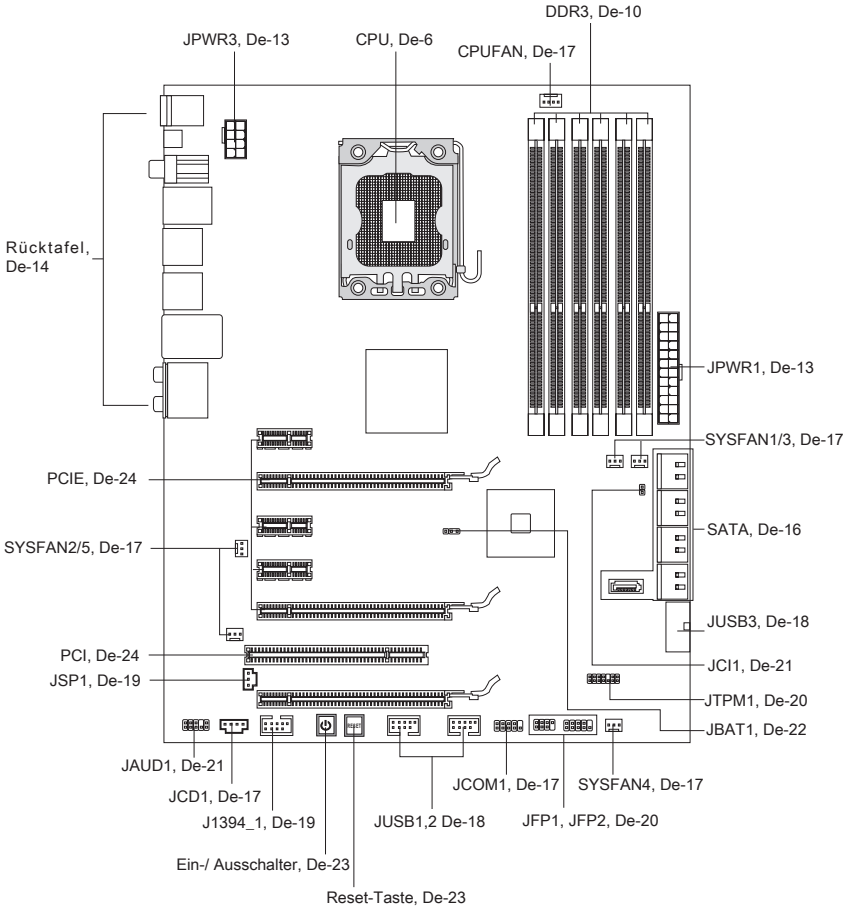 DDR3, De-10
JPWR3, De-13
CPU, De-6
CPUFAN, De-17
Rücktafel,
De-14
JPWR1, De-13
SYSFAN1/3, De-17
PCIE, De-24
SATA, De-16
SYSFAN2/5, De-17
JUSB3, De-18
PCI, De-24
JCI1, De-21
JSP1, De-19
JTPM1, De-20
RESET
JBAT1, De-22
JAUD1, De-21
JCD1, De-17
JCOM1, De-17
SYSFAN4, De-17
J1394_1, De-19
JUSB1,2 De-18
JFP1, JFP2, De-20
Ein-/ Ausschalter, De-23
Reset-Taste, De-23